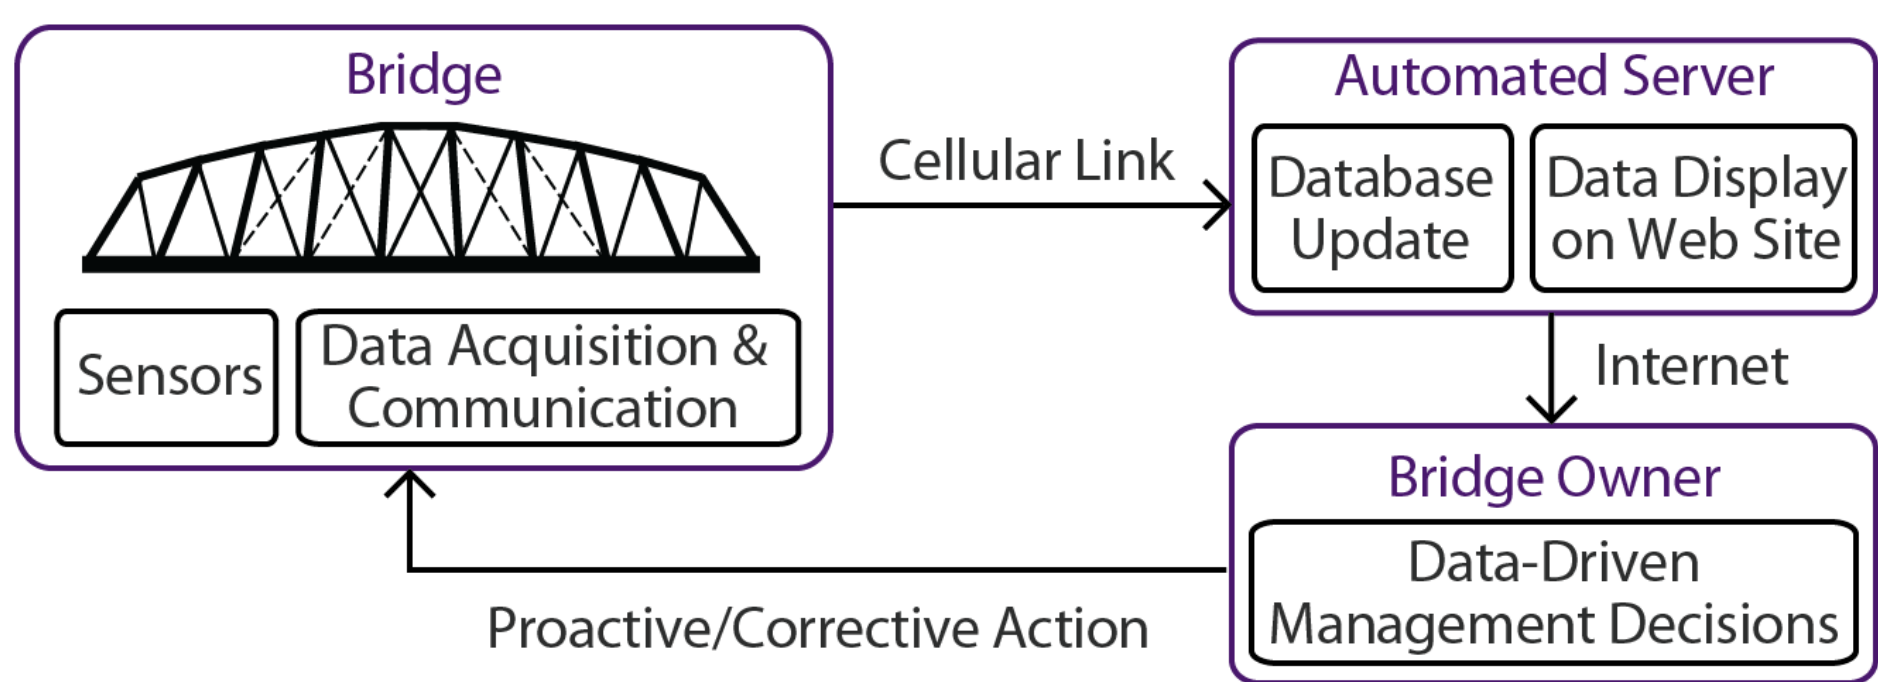 Bridge
Sensors
Data Acquisition &
Communication
Cellular Link
Automated Server
Database
Update
Data Display
on Web Site
Internet
Bridge Owner
Data-Driven
Management Decisions
Proactive/Corrective Action